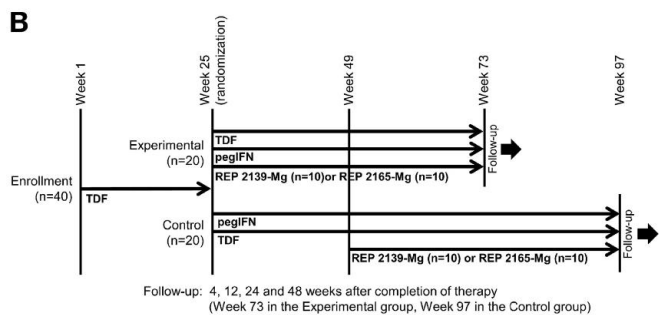 B
Week 1
Week 25
(randomization)
Week 49
Week 73
Week 97
Experimental
(n=20)
TDF
pegIFN
REP 2139-Mg (n=10)or REP 2165-Mg (n=10)
Follow-up
Enrollment
(n=40)
TDF
Control
(n=20)
pegIFN
TDF
REP 2139-Mg (n=10) or REP 2165-Mg (n=10)
Follow-up
Follow-up: 4, 12, 24 and 48 weeks after completion of therapy
(Week 73 in the Experimental group, Week 97 in the Control group)